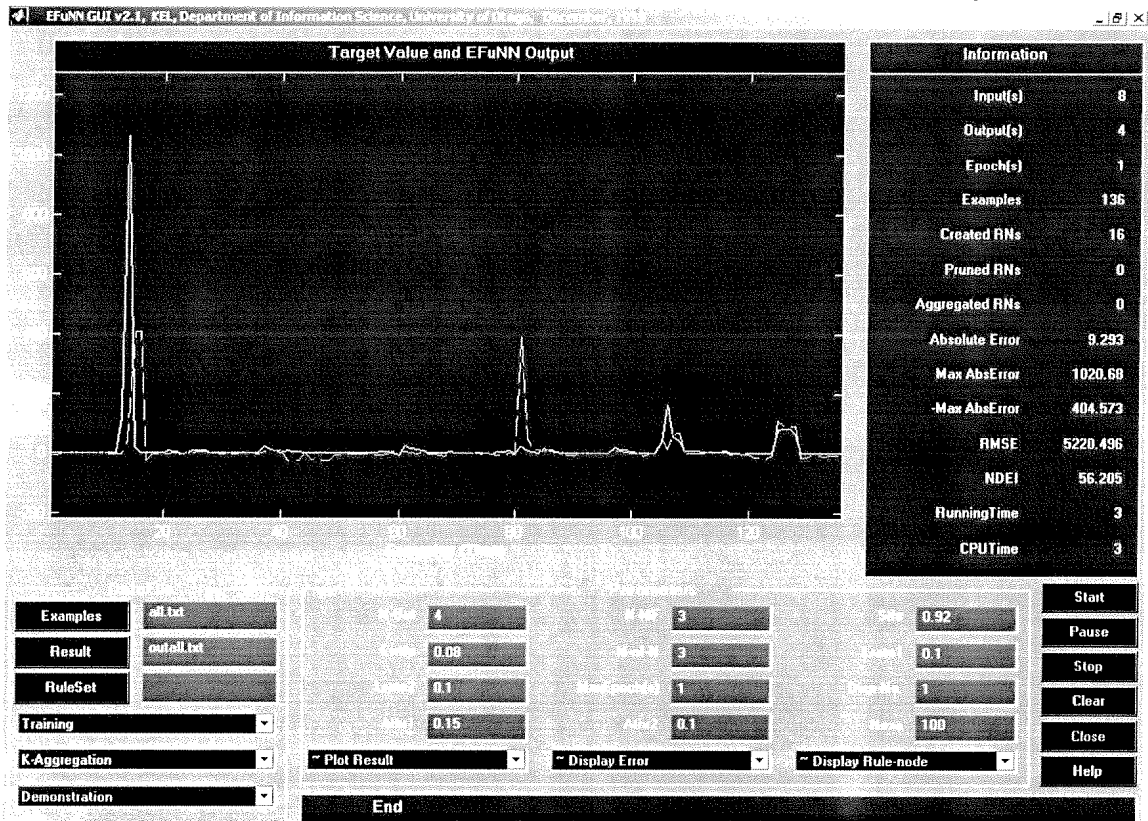 EFuNN GUI v2.1, KEL, Department of Information Science, University of Otago,
Target Value and EFuNN Output
Information
Input(s) 8
Output(s) 4
Epoch(s) 1
Examples 136
Created RNs 16
Pruned RNs 0
Aggregated RNs 0
Absolute Error 9.293
Max AbsError 1020.68
-Max AbsError 404.573
RMSE 5220.496
NDEI 56.205
RunningTime 3
CPUTime 3
20 40 80 100 120
Examples all.txt 4 3 0.92
Result outall.txt 0.08 3 0.1
RuleSet 0.1 1 1
Training 0.15 0.1 100
K-Aggregation ~ Plot Result ~ Display Error ~ Display Rule-node
Demonstration
Start
Pause
Stop
Clear
Close
Help
End